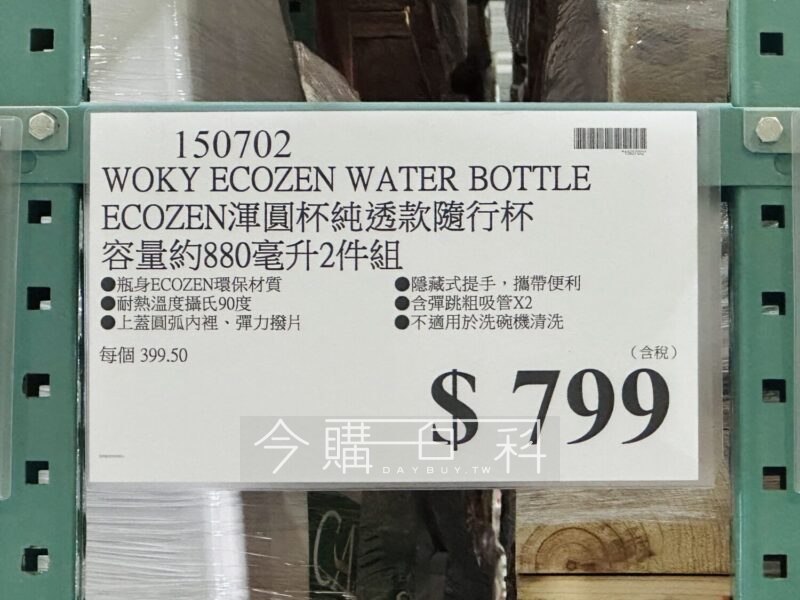 150702
*150702*
WOKY ECOZEN WATER BOTTLE
ECOZEN渾圓杯純透款隨行杯
容量約880毫升2件組
●瓶身ECOZEN環保材質
●耐熱溫度攝氏90度
●上蓋圓弧內裡、彈力撥片
●隱藏式提手，攜帶便利
●含彈跳粗吸管X2
●不適用於洗碗機清洗
每個 399.50
（含稅）
$ 799
今購百科
DAYBUY.TW